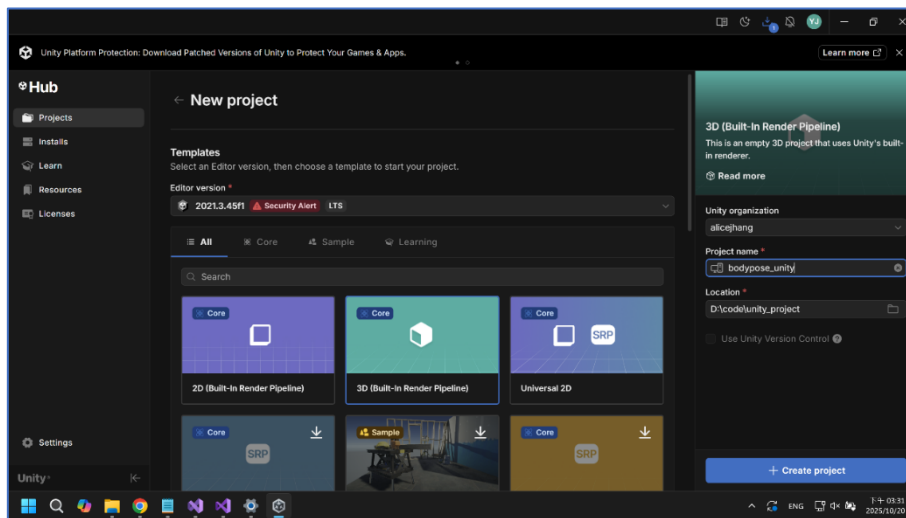 YJ
Unity Platform Protection: Download Patched Versions of Unity to Protect Your Games & Apps.
Learn more
Hub
Projects
Installs
Learn
Resources
Licenses
Settings
Unity
New project
Templates
Select an Editor version, then choose a template to start your project.
Editor version *
2021.3.45f1 Security Alert LTS
All Core Sample Learning
Search
Core
2D (Built-In Render Pipeline)
Core
3D (Built-In Render Pipeline)
Core
SRP
Universal 2D
Core
SRP
Sample
Core
SRP
3D (Built-In Render Pipeline)
This is an empty 3D project that uses Unity's built-
in renderer.
Read more
Unity organization
alicejhang
Project name *
bodypose_unity
Location *
D:\code\unity_project
Use Unity Version Control
+ Create project
ENG
下午 03:31
2025/10/20